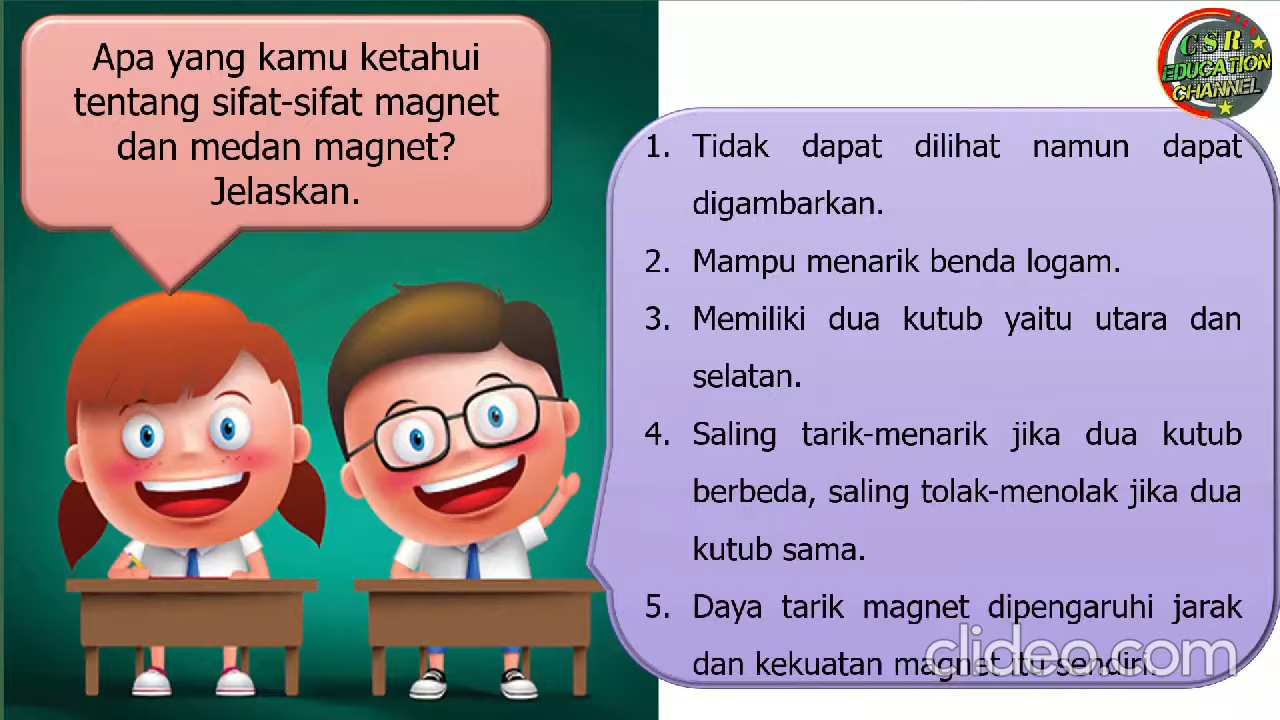 Apa yang kamu ketahui
tentang sifat-sifat magnet
dan medan magnet?
Jelaskan.
CSR
EDUCATION
CHANNEL
1. Tidak dapat dilihat namun dapat
digambarkan.
2. Mampu menarik benda logam.
3. Memiliki dua kutub yaitu utara dan
selatan.
4. Saling tarik-menarik jika dua kutub
berbeda, saling tolak-menolak jika dua
kutub sama.
5. Daya tarik magnet dipengaruhi jarak
dan kekuatan magnet itu sendiri.
clideo.com